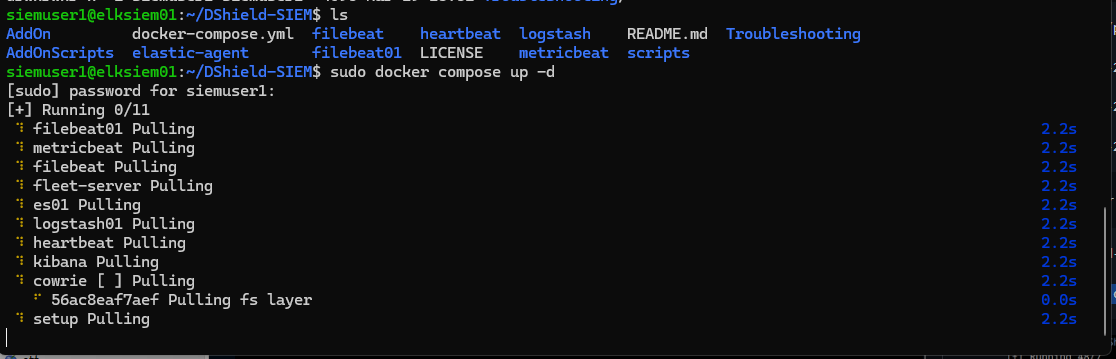 siemuser1@elksiem01:~/DShield-SIEM$ ls
AddOn docker-compose.yml filebeat heartbeat logstash README.md Troubleshooting
AddOnScripts elastic-agent filebeat01 LICENSE metricbeat scripts
siemuser1@elksiem01:~/DShield-SIEM$ sudo docker compose up -d
[sudo] password for siemuser1:
[+] Running 0/11
filebeat01 Pulling 2.2s
metricbeat Pulling 2.2s
filebeat Pulling 2.2s
fleet-server Pulling 2.2s
es01 Pulling 2.2s
logstash01 Pulling 2.2s
heartbeat Pulling 2.2s
kibana Pulling 2.2s
cowrie [ ] Pulling 2.2s
56ac8eaf7aef Pulling fs layer 0.0s
setup Pulling 2.2s